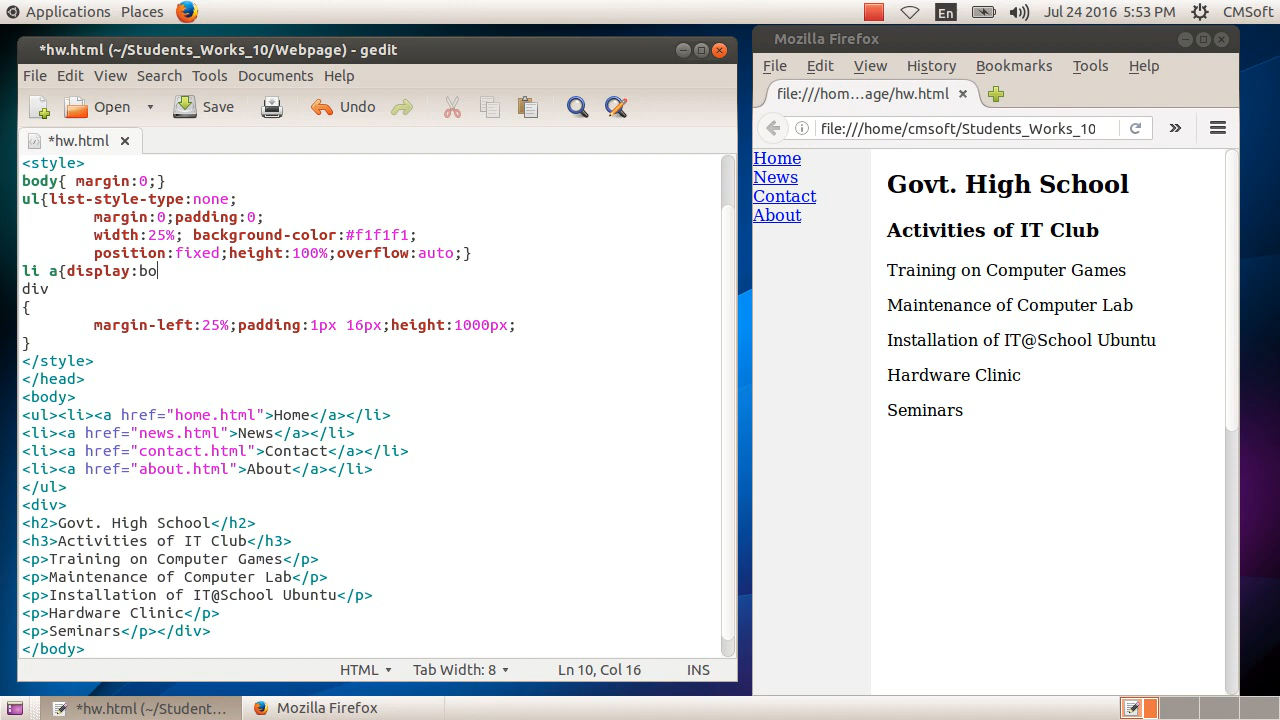 Applications Places En Jul 24 2016 5:53 PM CMSoft
*hw.html (~/Students_Works_10/Webpage) - gedit
File Edit View Search Tools Documents Help
Open Save Undo
*hw.html
<style>
body{ margin:0;}
ul{list-style-type:none;
margin:0;padding:0;
width:25%; background-color:#f1f1f1;
position:fixed;height:100%;overflow:auto;}
li a{display:bo
div
{
margin-left:25%;padding:1px 16px;height:1000px;
}
</style>
</head>
<body>
<ul><li><a href="home.html">Home</a></li>
<li><a href="news.html">News</a></li>
<li><a href="contact.html">Contact</a></li>
<li><a href="about.html">About</a></li>
</ul>
<div>
<h2>Govt. High School</h2>
<h3>Activities of IT Club</h3>
<p>Training on Computer Games</p>
<p>Maintenance of Computer Lab</p>
<p>Installation of IT@School Ubuntu</p>
<p>Hardware Clinic</p>
<p>Seminars</p></div>
</body>
HTML Tab Width: 8 Ln 10, Col 16 INS
Mozilla Firefox
File Edit View History Bookmarks Tools Help
file:///hom...age/hw.html
file:///home/cmsoft/Students_Works_10
Home
News
Contact
About
Govt. High School
Activities of IT Club
Training on Computer Games
Maintenance of Computer Lab
Installation of IT@School Ubuntu
Hardware Clinic
Seminars
*hw.html (~/Student... Mozilla Firefox